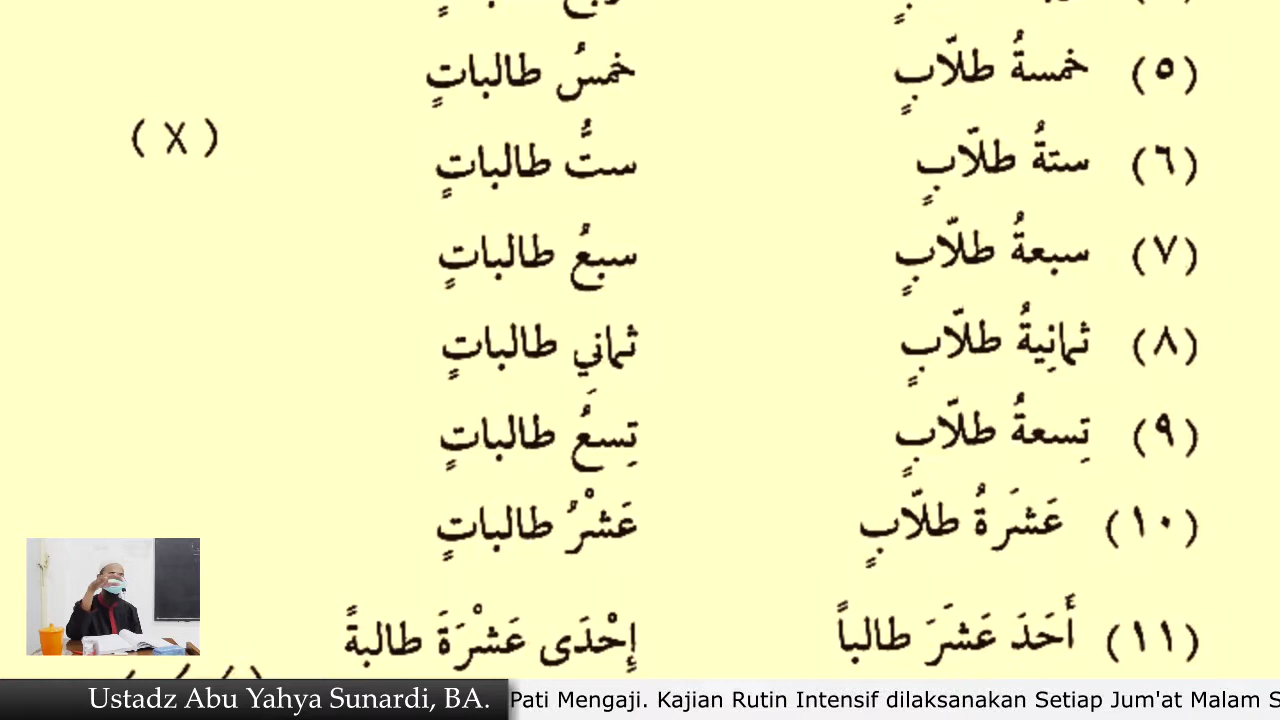 (٥) خمسةُ طلّابٍ خمسُ طالباتٍ
(٦) ستةُ طلّابٍ ستُّ طالباتٍ (X)
(٧) سبعةُ طلّابٍ سبعُ طالباتٍ
(٨) ثمانِيةُ طلّابٍ ثماني طالباتٍ
(٩) تِسعةُ طلّابٍ تِسعُ طالباتٍ
(١٠) عَشَرةُ طلّابٍ عَشْرُ طالباتٍ
(١١) أَحَدَ عَشَرَ طالباً إِحْدَى عَشْرَةَ طالبةً
Ustadz Abu Yahya Sunardi, BA.
Pati Mengaji. Kajian Rutin Intensif dilaksanakan Setiap Jum'at Malam S